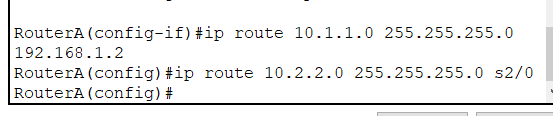 RouterA(config-if)#ip route 10.1.1.0 255.255.255.0
192.168.1.2
RouterA(config)#ip route 10.2.2.0 255.255.255.0 s2/0
RouterA(config)#